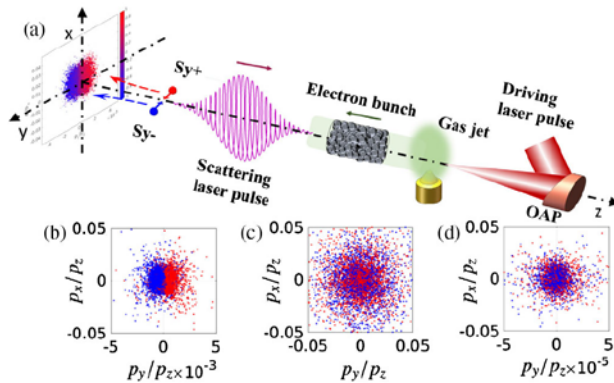 (a)
x
y
z
Sy+
Sy-
Scattering
laser pulse
Electron bunch
Gas jet
Driving
laser pulse
OAP
(b)
(c)
(d)
0.05
0
-0.05
px/pz
-5
0
5
py/pz×10-3
0.05
0
-0.05
px/pz
-0.05
0
0.05
py/pz
0.05
0
-0.05
px/pz
-5
0
5
py/pz×10-5